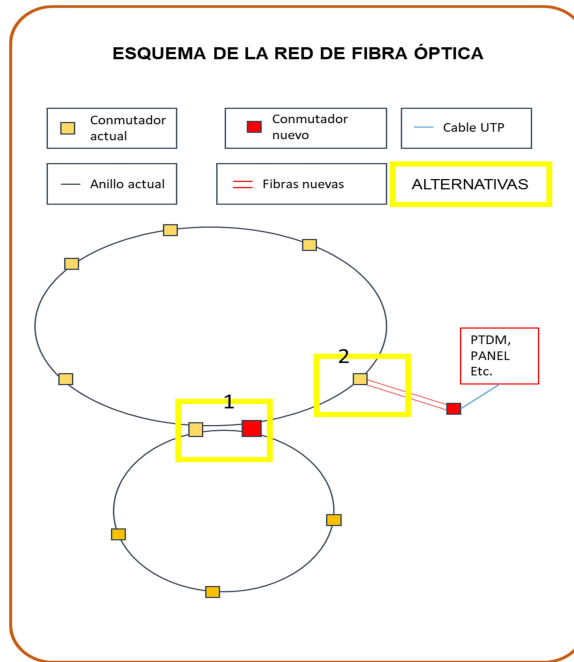 ESQUEMA DE LA RED DE FIBRA ÓPTICA
Conmutador
actual
Conmutador
nuevo
Cable UTP
Anillo actual
Fibras nuevas
ALTERNATIVAS
2
PTDM,
PANEL
Etc.
1